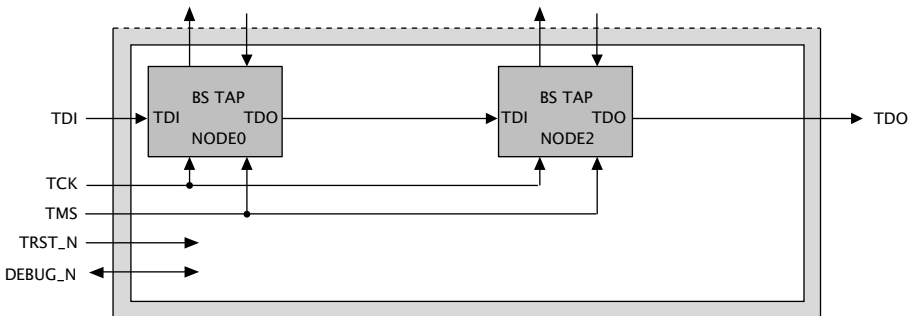 BS TAP
BS TAP
TDI
TDI
TDO
TDI
TDO
TDO
NODE0
NODE2
TCK
TMS
TRST_N
DEBUG_N